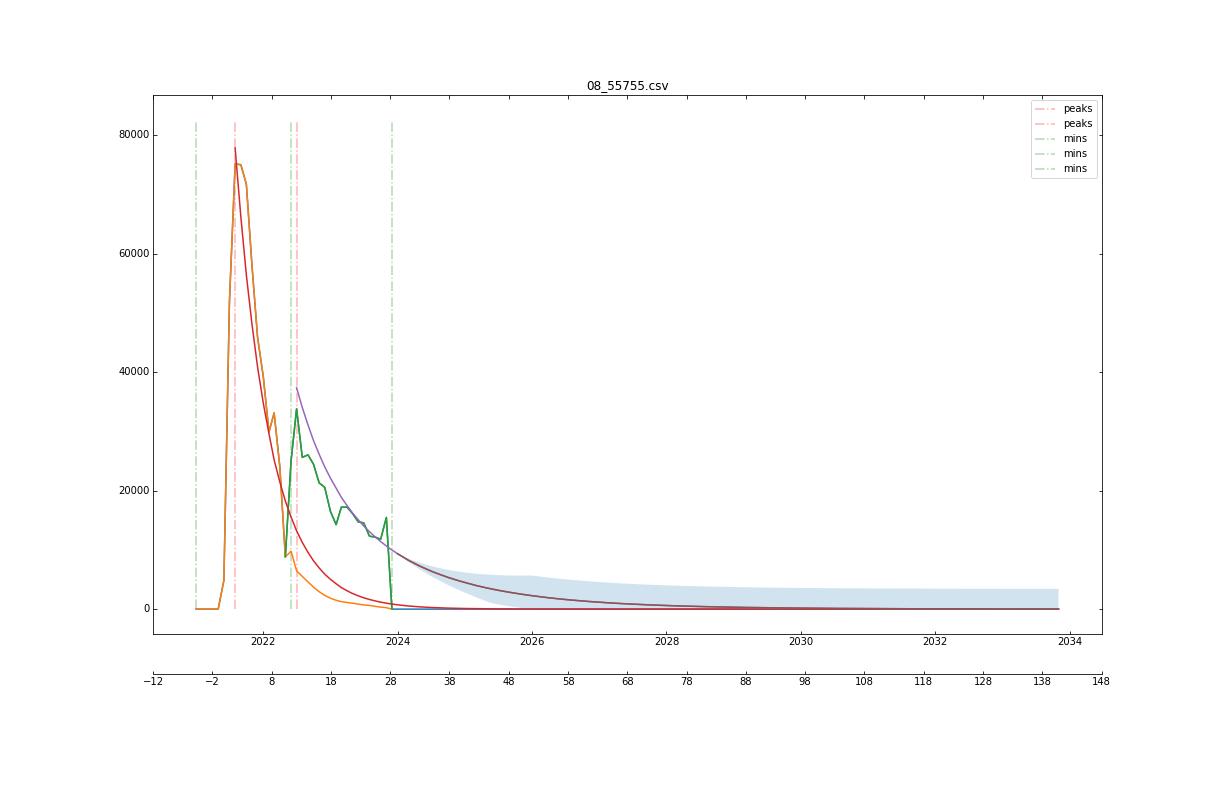 08_55755.csv
peaks
peaks
mins
mins
mins
80000
60000
40000
20000
0
2022 2024 2026 2028 2030 2032 2034
−12 −2 8 18 28 38 48 58 68 78 88 98 108 118 128 138 148